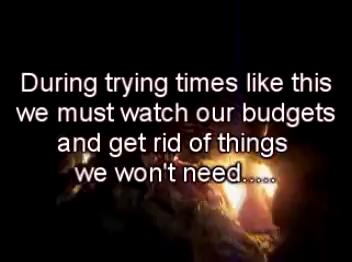 During trying times like this
we must watch our budgets
and get rid of things
we won't need.....